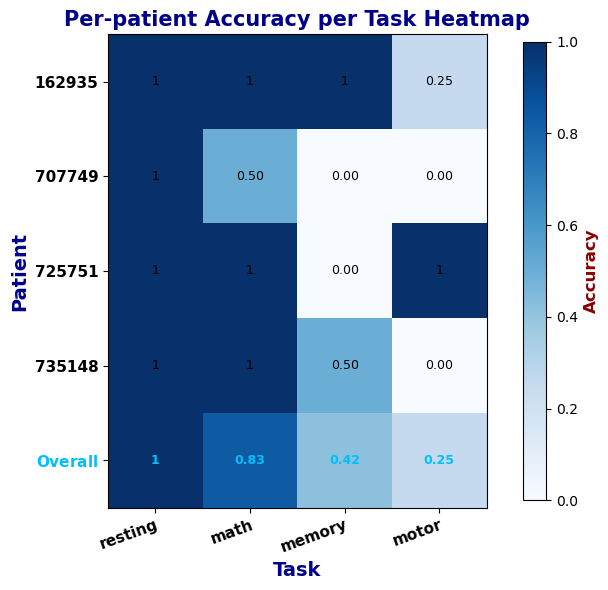 Per-patient Accuracy per Task Heatmap
162935 1 1 1 0.25
707749 1 0.50 0.00 0.00
725751 1 1 0.00 1
735148 1 1 0.50 0.00
Overall 1 0.83 0.42 0.25
resting math memory motor
Task
Patient
1.0
0.8
0.6
0.4
0.2
0.0
Accuracy